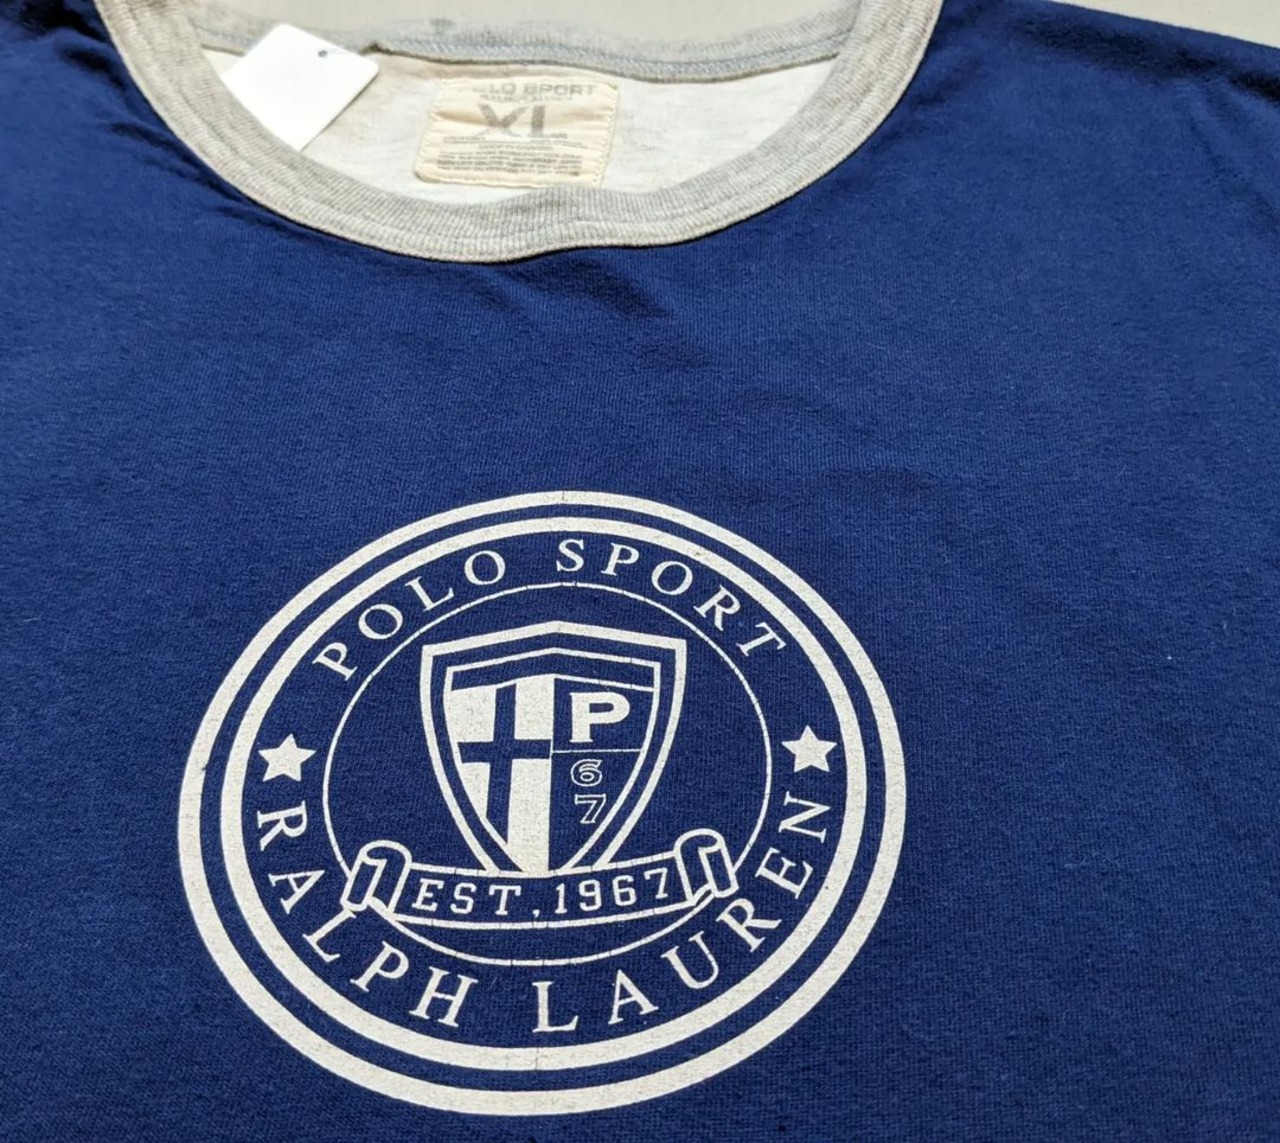 POLO SPORT
XL
POLO SPORT
P
6
7
EST. 1967
RALPH LAUREN